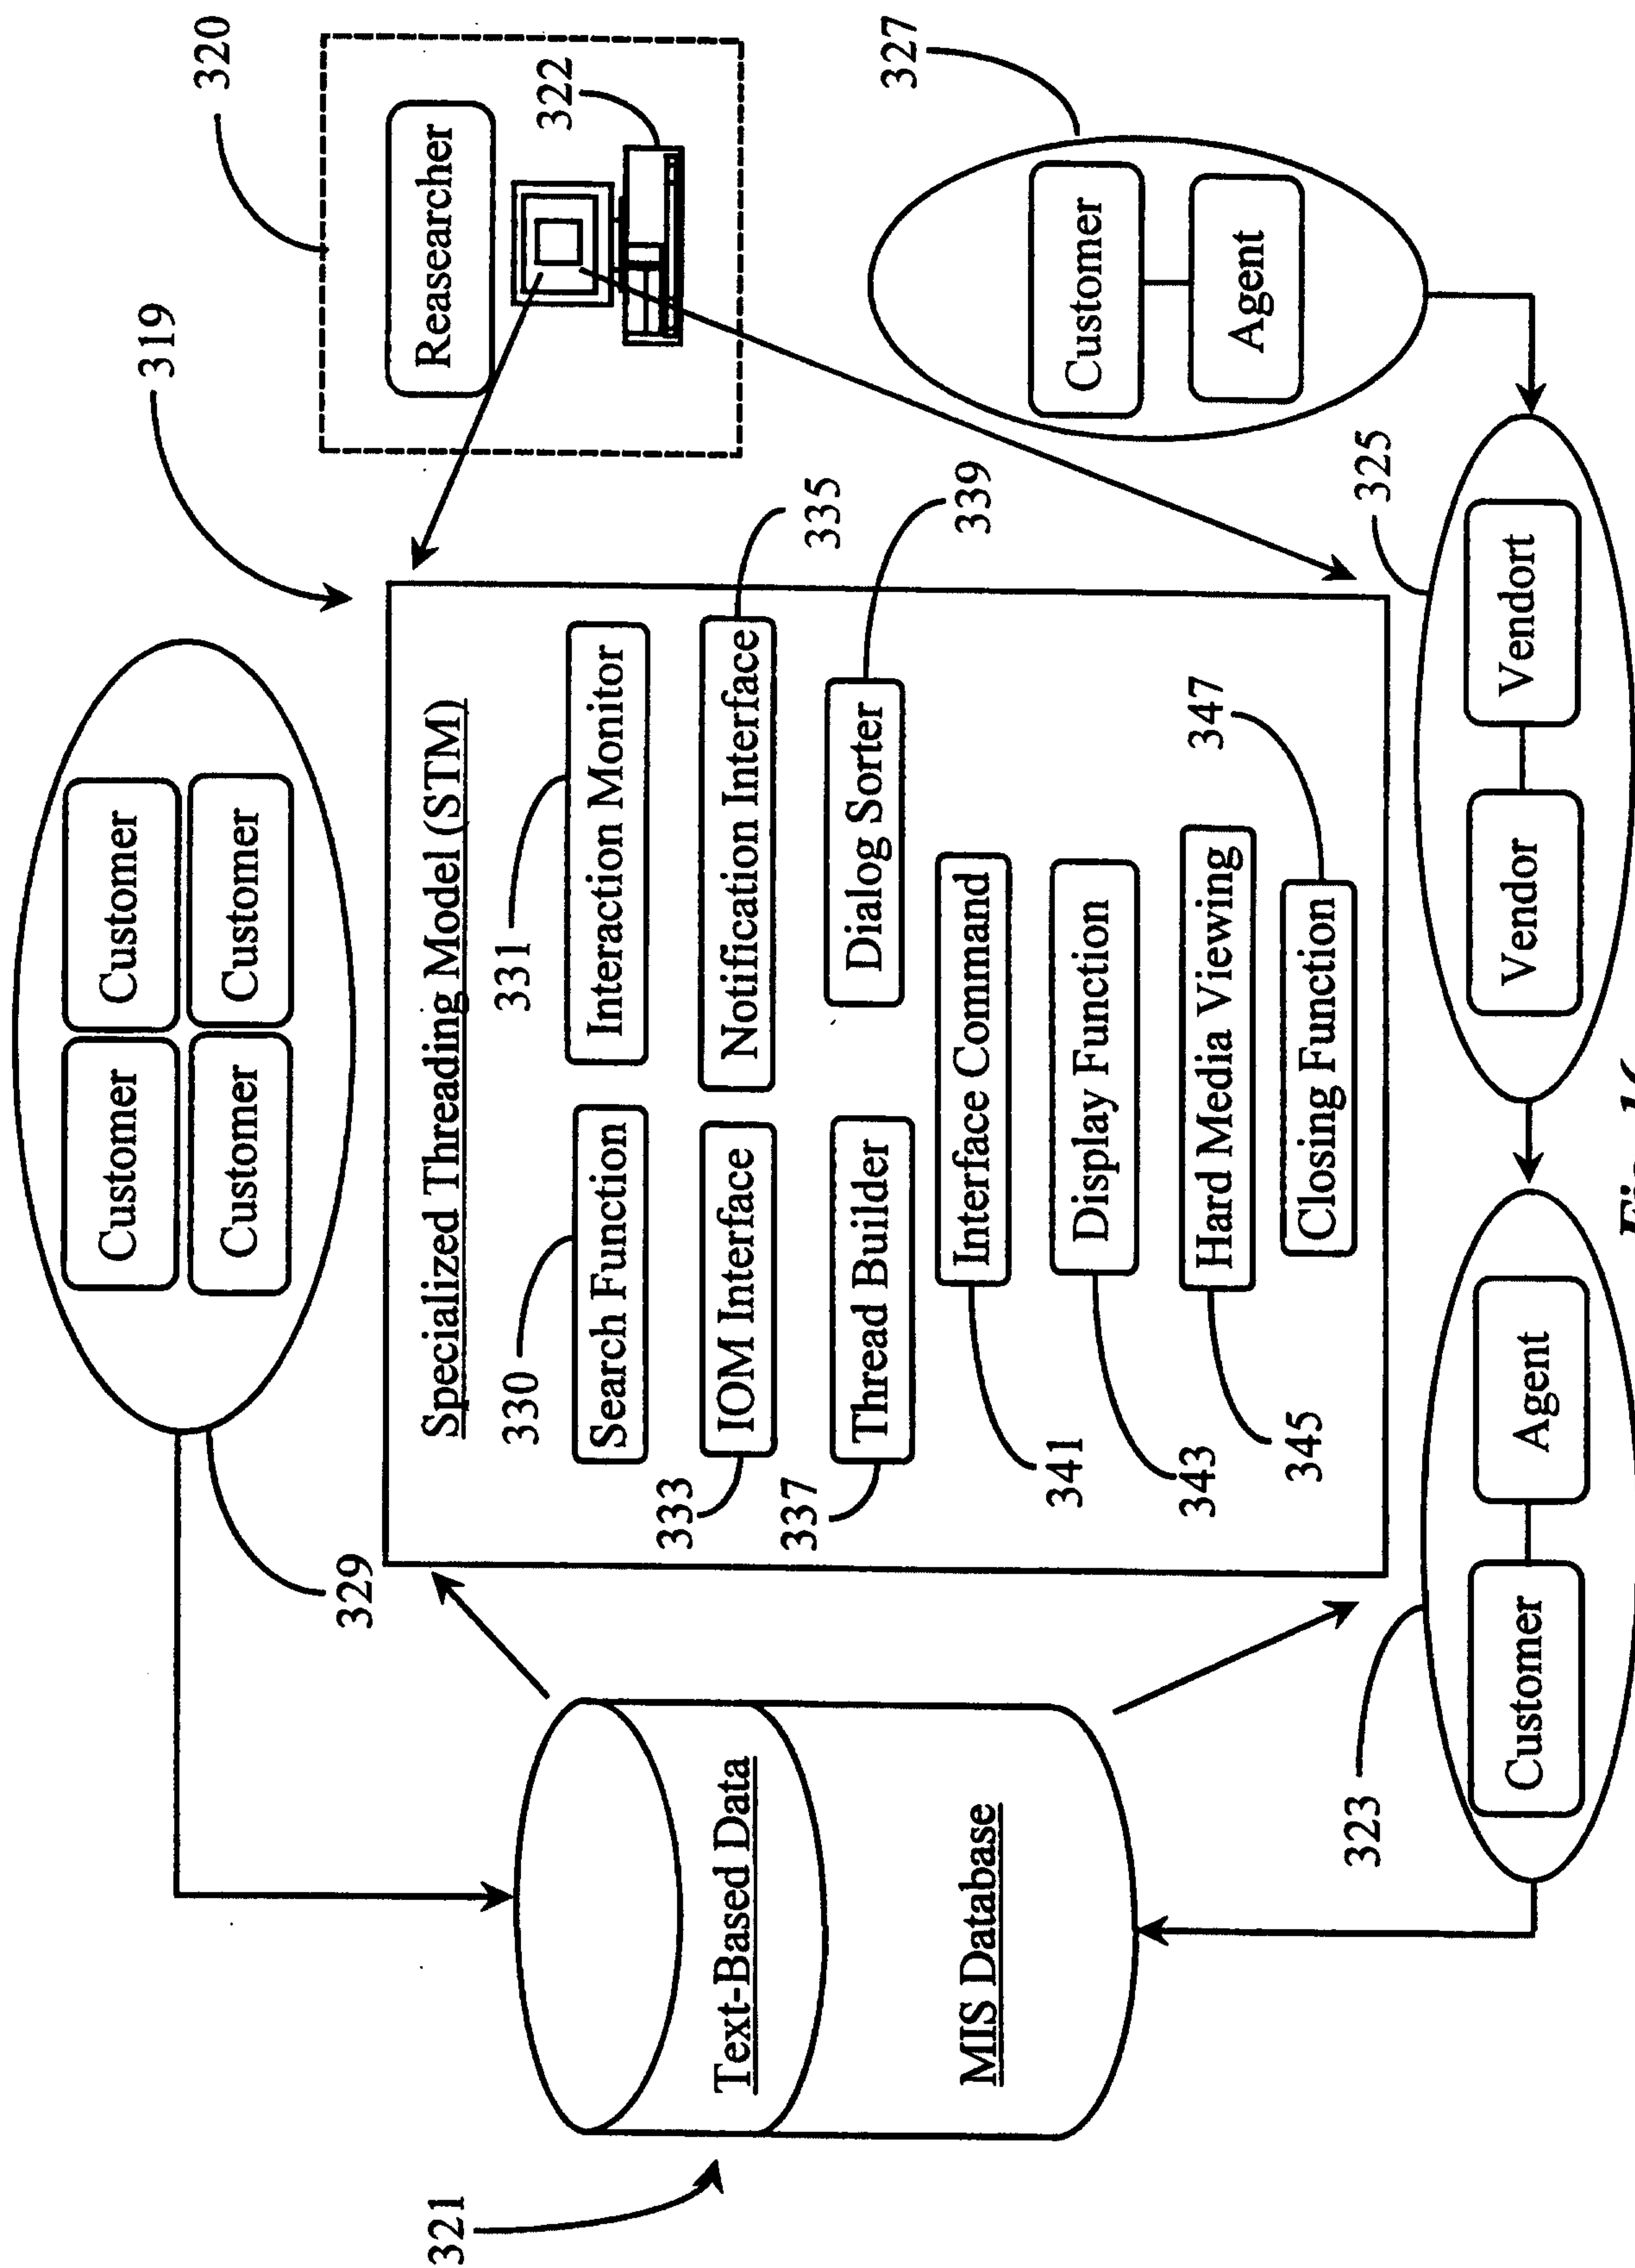 319
320
Reasearcher
322
327
Customer
Agent
Customer Customer
Customer Customer
329
Specialized Threading Model (STM)
330
331
Search Function
Interaction Monitor
333
IOM Interface
Notification Interface
335
337
Thread Builder
Dialog Sorter
339
Interface Command
341
Display Function
343
Hard Media Viewing
345
347
Closing Function
321
Text-Based Data
MIS Database
323
Customer
Agent
325
Vendor
Vendort